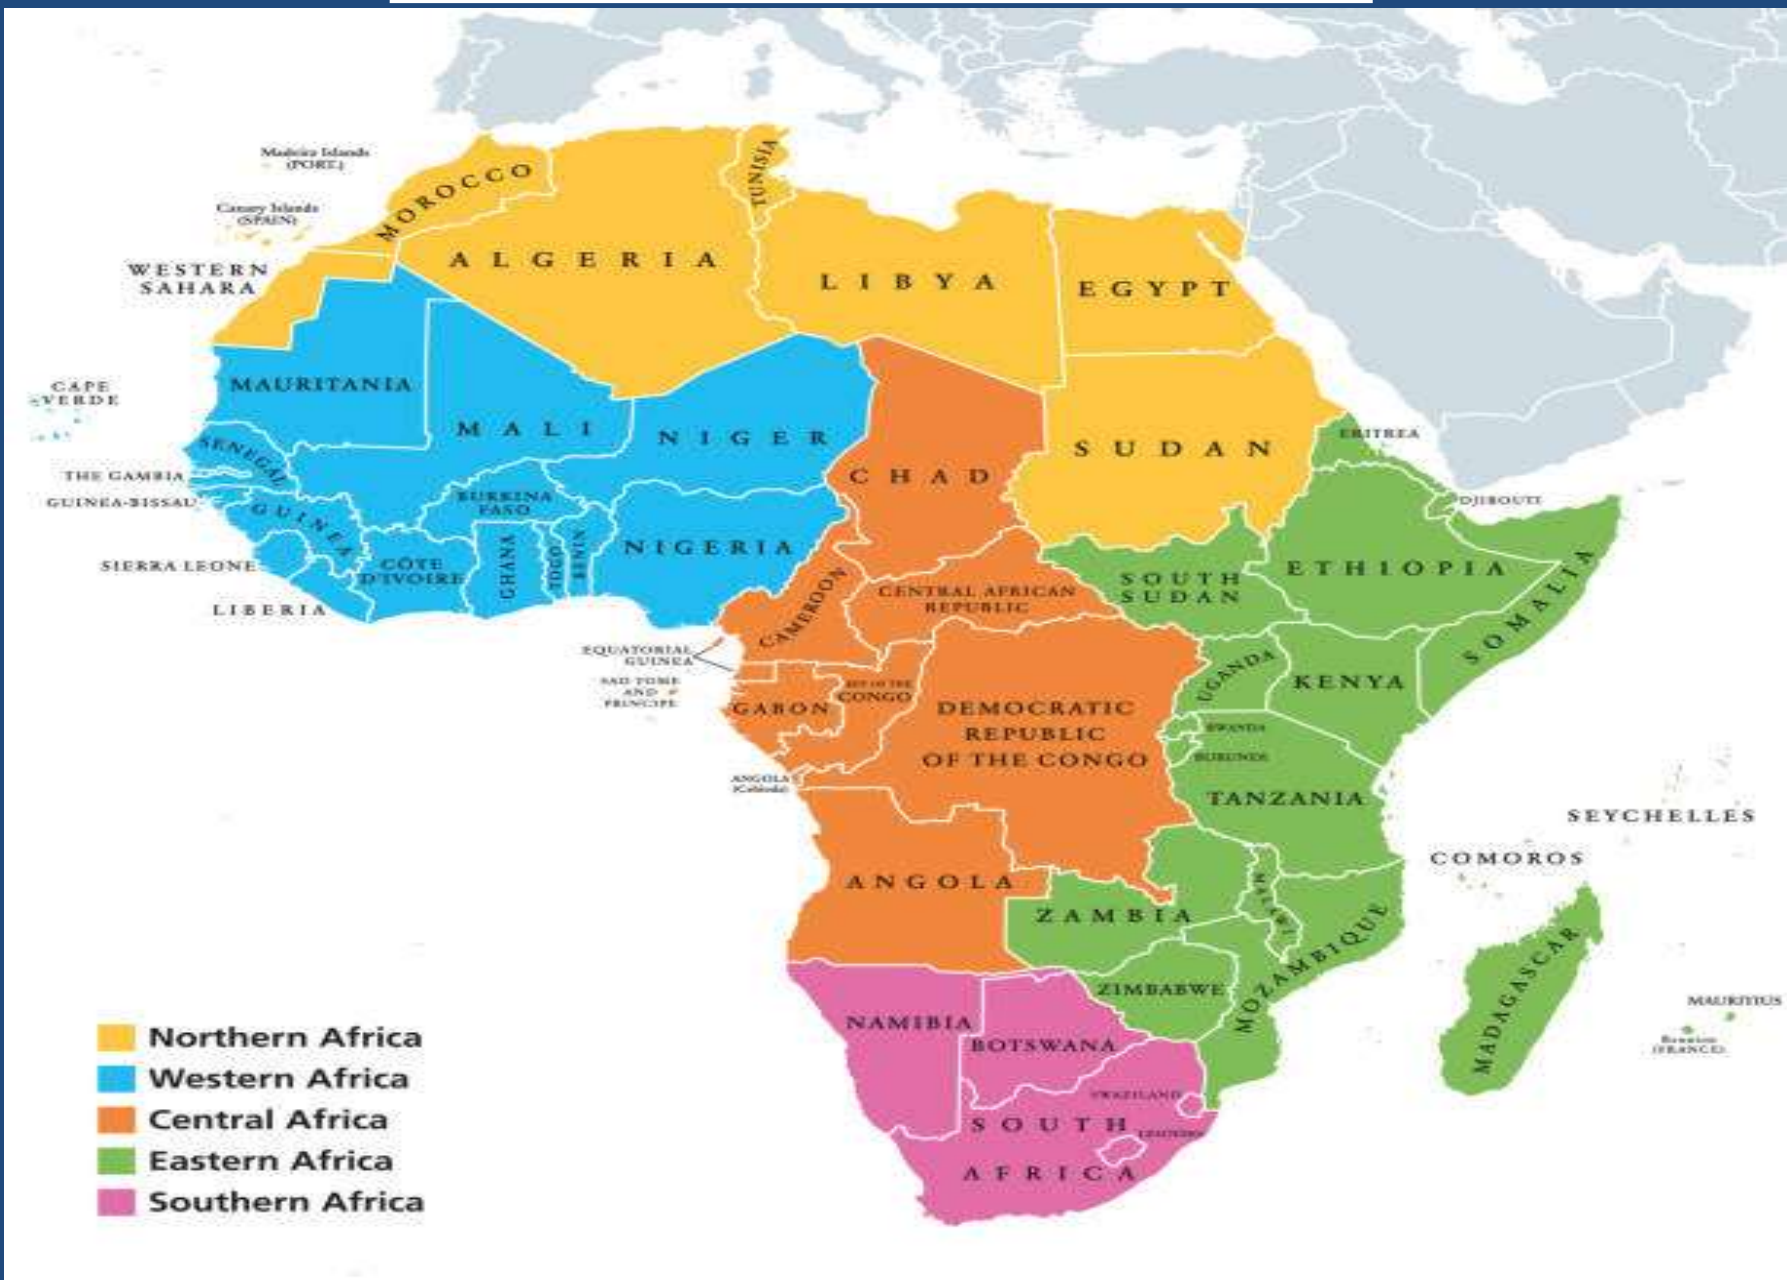 Madeira Islands
(PORT.)
Canary Islands
(SPAIN)
MOROCCO
TUNISIA
ALGERIA
LIBYA
EGYPT
WESTERN
SAHARA
CAPE
VERDE
MAURITANIA
MALI
NIGER
CHAD
SUDAN
ERITREA
SENEGAL
THE GAMBIA
GUINEA-BISSAU
GUINEA
BURKINA
FASO
DJIBOUTI
SIERRA LEONE
CÔTE
D'IVOIRE
GHANA
TOGO
BENIN
NIGERIA
LIBERIA
CAMEROON
CENTRAL AFRICAN
REPUBLIC
SOUTH
SUDAN
ETHIOPIA
SOMALIA
EQUATORIAL
GUINEA
SAO TOME
AND
PRINCIPE
GABON
REP. OF THE
CONGO
DEMOCRATIC
REPUBLIC
OF THE CONGO
UGANDA
KENYA
RWANDA
BURUNDI
ANGOLA
(Cabinda)
TANZANIA
SEYCHELLES
COMOROS
ANGOLA
ZAMBIA
MALAWI
MOZAMBIQUE
MADAGASCAR
ZIMBABWE
MAURITIUS
Réunion
(FRANCE)
NAMIBIA
BOTSWANA
SWAZILAND
SOUTH
LESOTHO
AFRICA
Northern Africa
Western Africa
Central Africa
Eastern Africa
Southern Africa